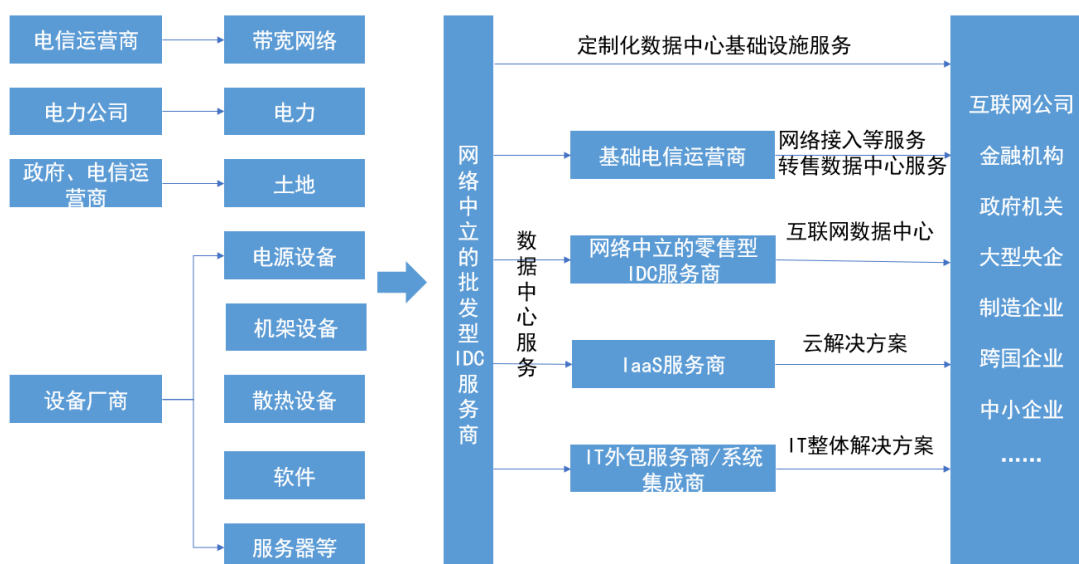 电信运营商
带宽网络
电力公司
电力
政府、电信运
营商
土地
设备厂商
电源设备
机架设备
散热设备
软件
服务器等
网
络
中
立
的
批
发
型
IDC
服
务
商
数
据
中
心
服
务
定制化数据中心基础设施服务
基础电信运营商
网络接入等服务
转售数据中心服务
网络中立的零售型
IDC服务商
互联网数据中心
IaaS服务商
云解决方案
IT外包服务商/系统
集成商
IT整体解决方案
互联网公司
金融机构
政府机关
大型央企
制造企业
跨国企业
中小企业
……